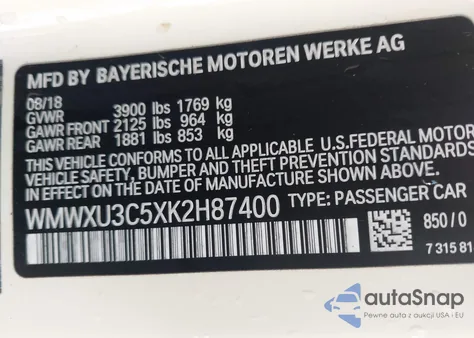 MFD BY BAYERISCHE MOTOREN WERKE AG
08/18
GVWR 3900 lbs 1769 kg
GAWR FRONT 2125 lbs 964 kg
GAWR REAR 1881 lbs 853 kg
THIS VEHICLE CONFORMS TO ALL APPLICABLE U.S.FEDERAL MOTOR
SAFETY, BUMPER AND THEFT PREVENTION STANDARDS
IN EFFECT ON THE DATE OF MANUFACTURE SHOWN ABOVE.
WMWXU3C5XK2H87400 TYPE: PASSENGER CAR
850/0
7 315 81
autoSnap
Pewne auta z aukcji USA i EU